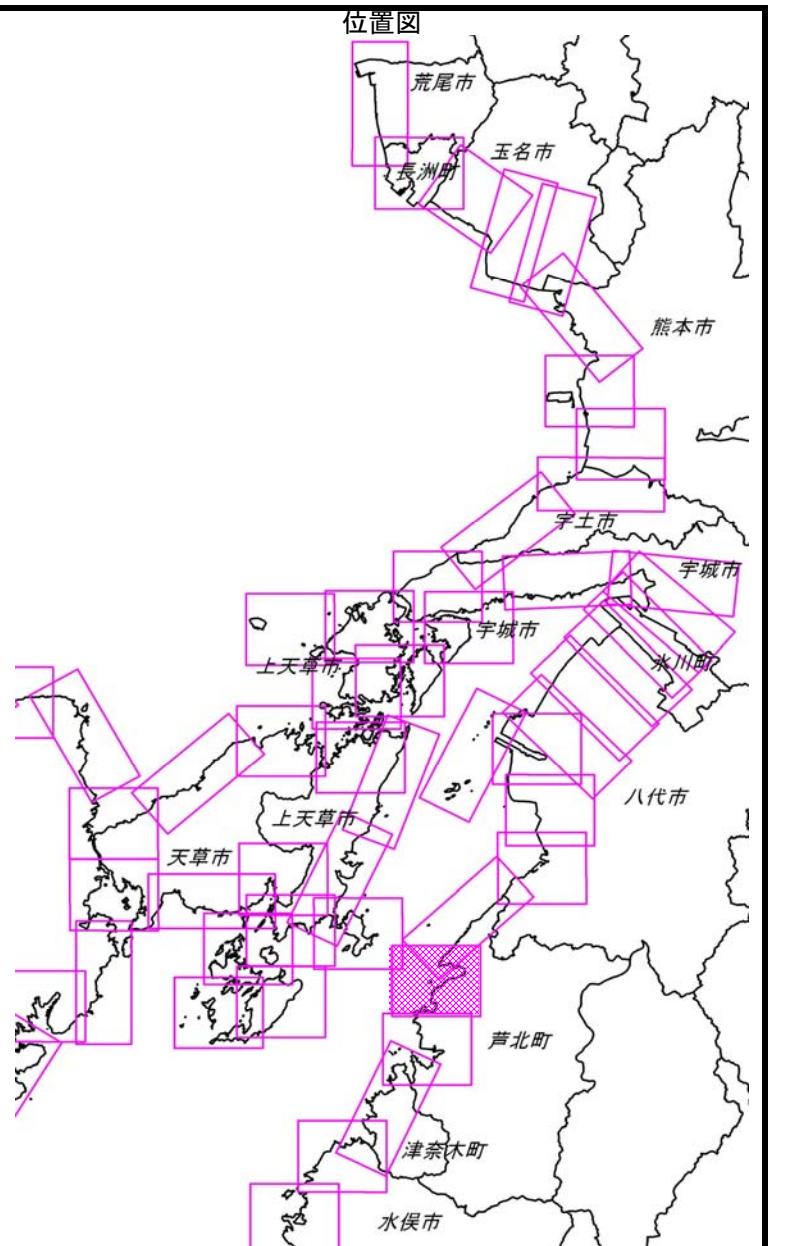 位置図
荒尾市
玉名市
長洲町
熊本市
宇土市
宇城市
宇城市
氷川町
上天草市
八代市
上天草市
天草市
芦北町
津奈木町
水俣市